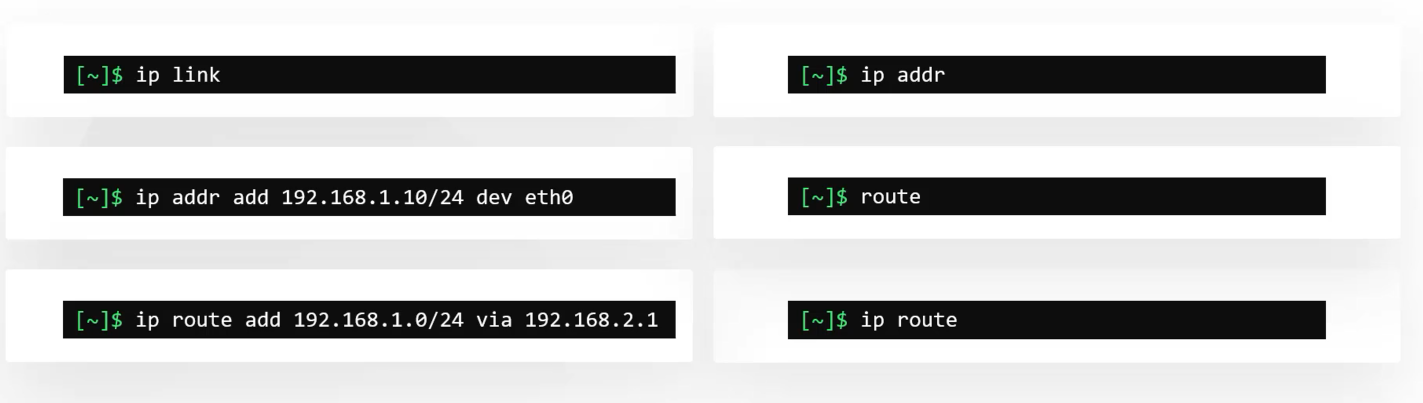 [~]$ ip link
[~]$ ip addr
[~]$ ip addr add 192.168.1.10/24 dev eth0
[~]$ route
[~]$ ip route add 192.168.1.0/24 via 192.168.2.1
[~]$ ip route